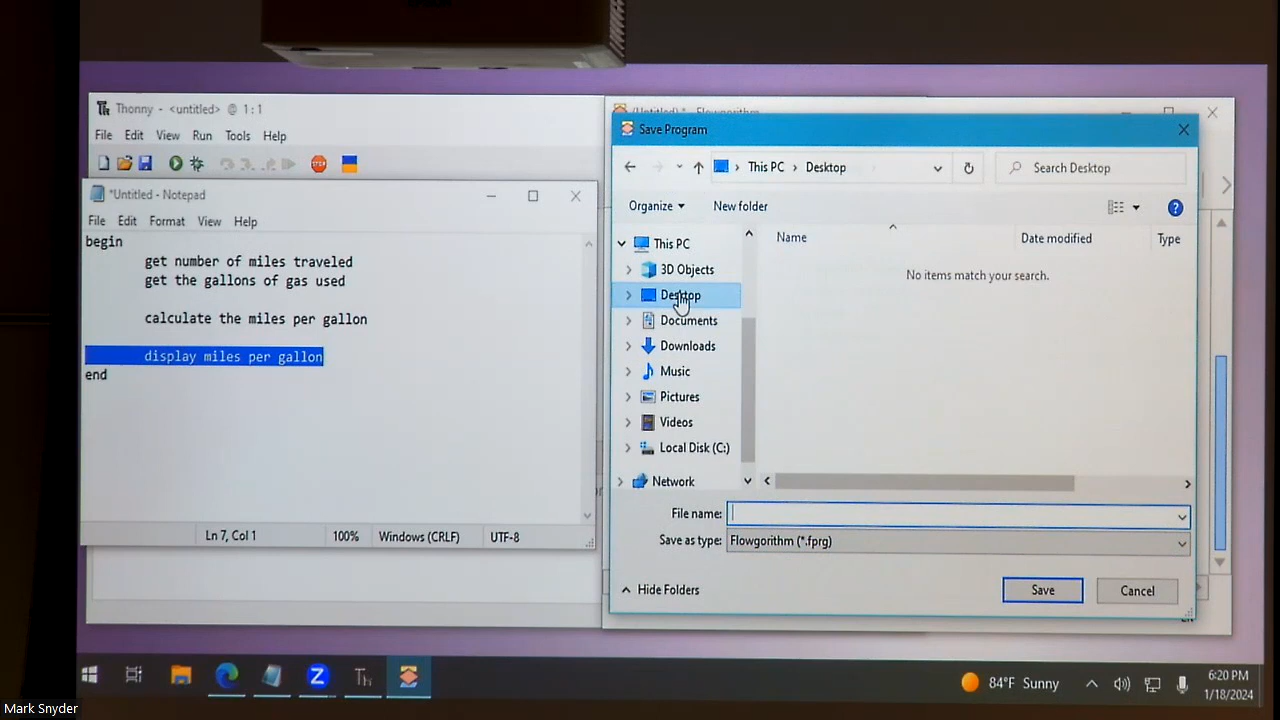 Thonny - <untitled> @ 1:1
File Edit View Run Tools Help
STOP
*Untitled - Notepad
File Edit Format View Help
begin
get number of miles traveled
get the gallons of gas used
calculate the miles per gallon
display miles per gallon
end
Ln 7, Col 1 100% Windows (CRLF) UTF-8
Save Program
This PC › Desktop
Search Desktop
Organize New folder
This PC
3D Objects
Desktop
Documents
Downloads
Music
Pictures
Videos
Local Disk (C:)
Network
Name Date modified Type
No items match your search.
File name:
Save as type: Flowgorithm (*.fprg)
Hide Folders Save Cancel
84°F Sunny
6:20 PM
1/18/2024
Mark Snyder